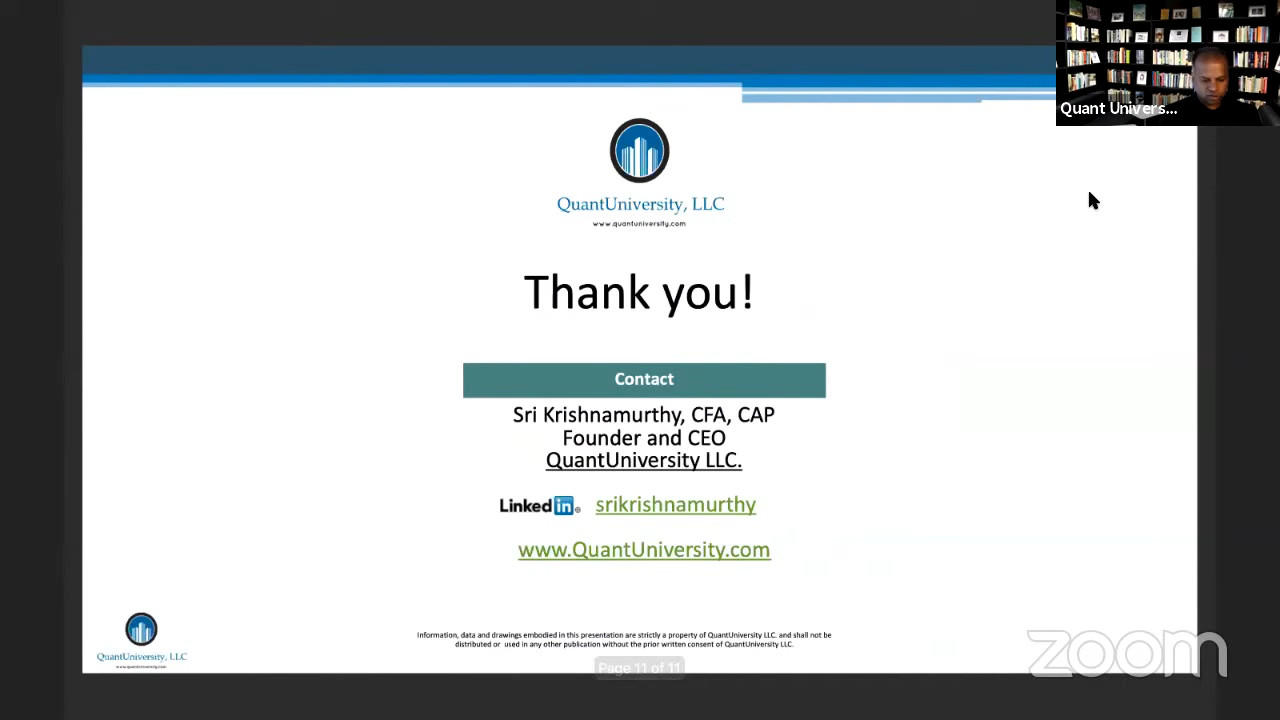 Quant Univers...
QuantUniversity, LLC
www.quantuniversity.com
Thank you!
Contact
Sri Krishnamurthy, CFA, CAP
Founder and CEO
QuantUniversity LLC.
Linked in® srikrishnamurthy
www.QuantUniversity.com
Information, data and drawings embodied in this presentation are strictly a property of QuantUniversity LLC. and shall not be
distributed or used in any other publication without the prior written consent of QuantUniversity LLC.
QuantUniversity, LLC
www.quantuniversity.com
Page 11 of 11
zoom